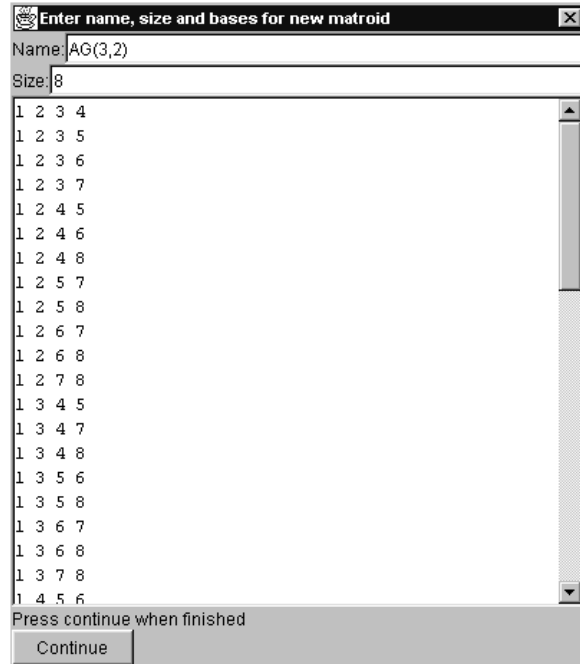 Enter name, size and bases for new matroid
Name: AG(3,2)
Size: 8
1 2 3 4
1 2 3 5
1 2 3 6
1 2 3 7
1 2 4 5
1 2 4 6
1 2 4 8
1 2 5 7
1 2 5 8
1 2 6 7
1 2 6 8
1 2 7 8
1 3 4 5
1 3 4 7
1 3 4 8
1 3 5 6
1 3 5 8
1 3 6 7
1 3 6 8
1 3 7 8
1 4 5 6
Press continue when finished
Continue